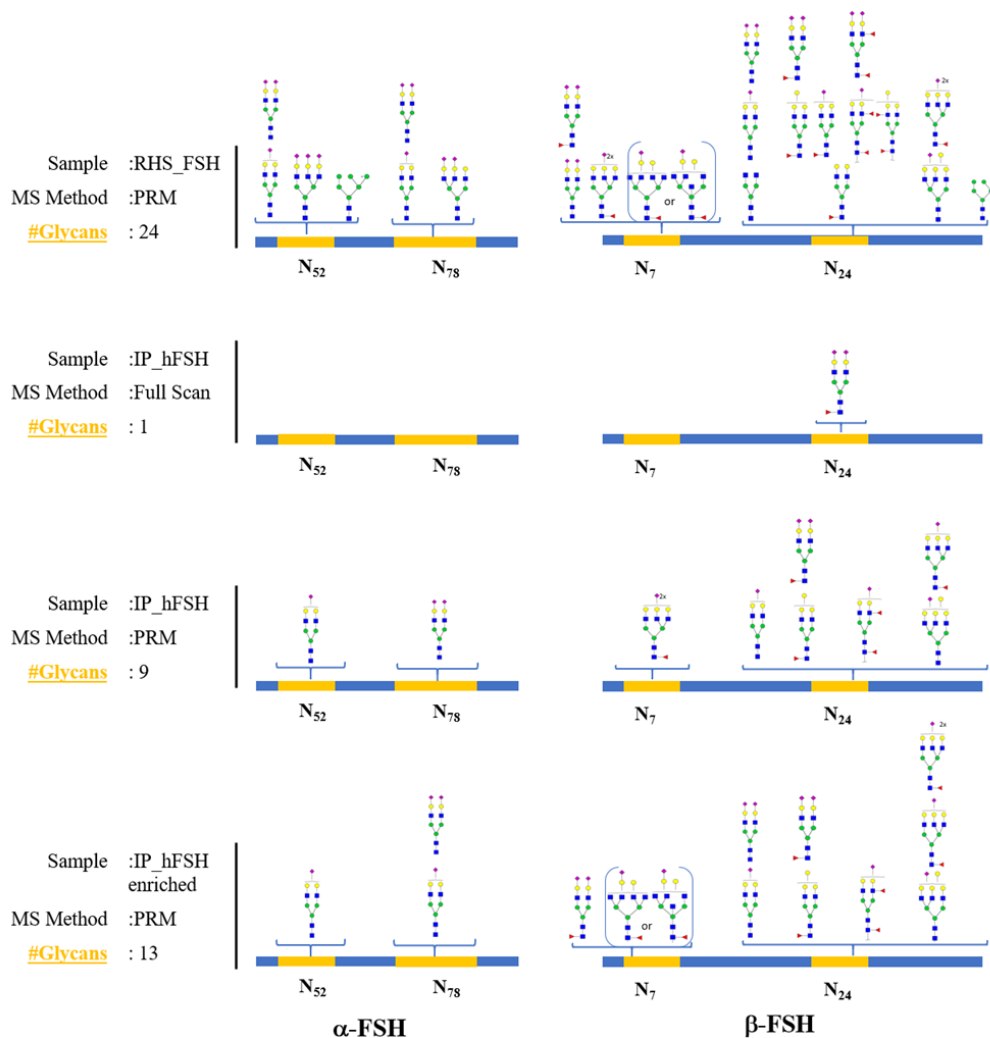 2x
2x
Sample :RHS_FSH
MS Method :PRM
#Glycans : 24
2x
or
N52
N78
N7
N24
Sample :IP_hFSH
MS Method :Full Scan
#Glycans : 1
N52
N78
N7
N24
Sample :IP_hFSH
MS Method :PRM
#Glycans : 9
2x
N52
N78
N7
N24
2x
Sample :IP_hFSH
enriched
MS Method :PRM
#Glycans : 13
or
N52
N78
N7
N24
α-FSH
β-FSH